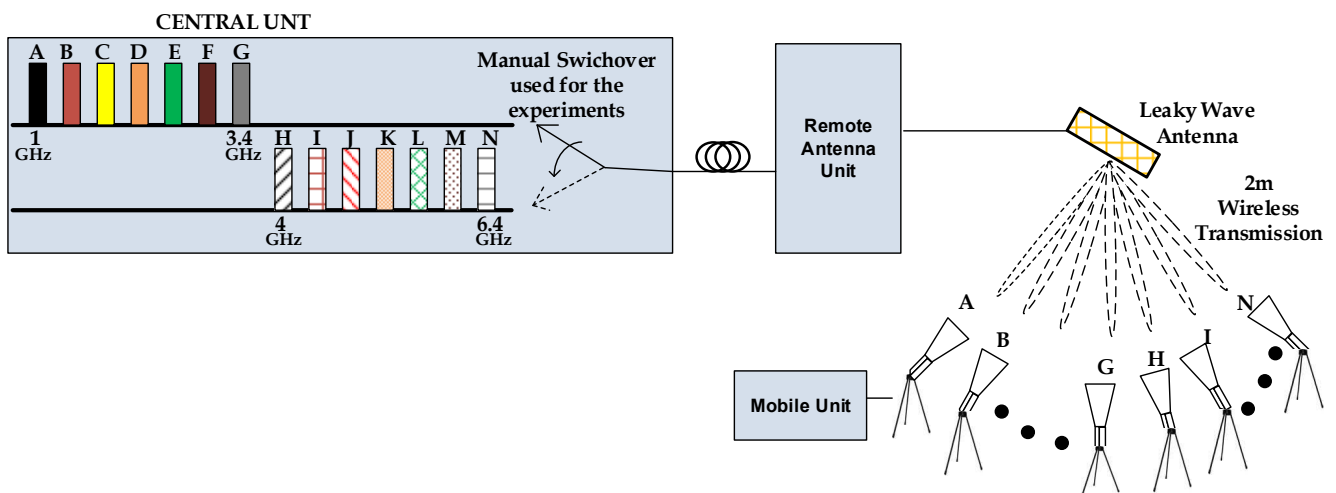 CENTRAL UNT
A B C D E F G
Manual Swichover
used for the
experiments
1
GHz
3.4
GHz
H I J K L M N
4
GHz
6.4
GHz
Remote
Antenna
Unit
Leaky Wave
Antenna
2m
Wireless
Transmission
A
B
G
H
I
N
Mobile Unit